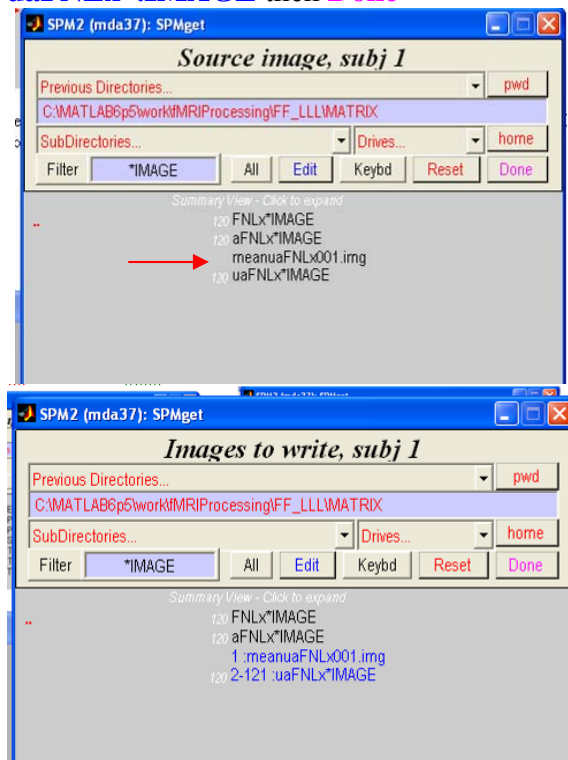 then Done
SPM2 (mda37): SPMget
Source image, subj 1
Previous Directories... pwd
C:\MATLAB6p5\work\fMRIProcessing\FF_LLL\MATRIX
SubDirectories... Drives... home
Filter *IMAGE All Edit Keybd Reset Done
Summary View - Click to expand
..
120 FNLx*IMAGE
120 aFNLx*IMAGE
meanuaFNLx001.img
120 uaFNLx*IMAGE
SPM2 (mda37): SPMget
Images to write, subj 1
Previous Directories... pwd
C:\MATLAB6p5\work\fMRIProcessing\FF_LLL\MATRIX
SubDirectories... Drives... home
Filter *IMAGE All Edit Keybd Reset Done
Summary View - Click to expand
..
120 FNLx*IMAGE
120 aFNLx*IMAGE
1 :meanuaFNLx001.img
120 2-121 :uaFNLx*IMAGE